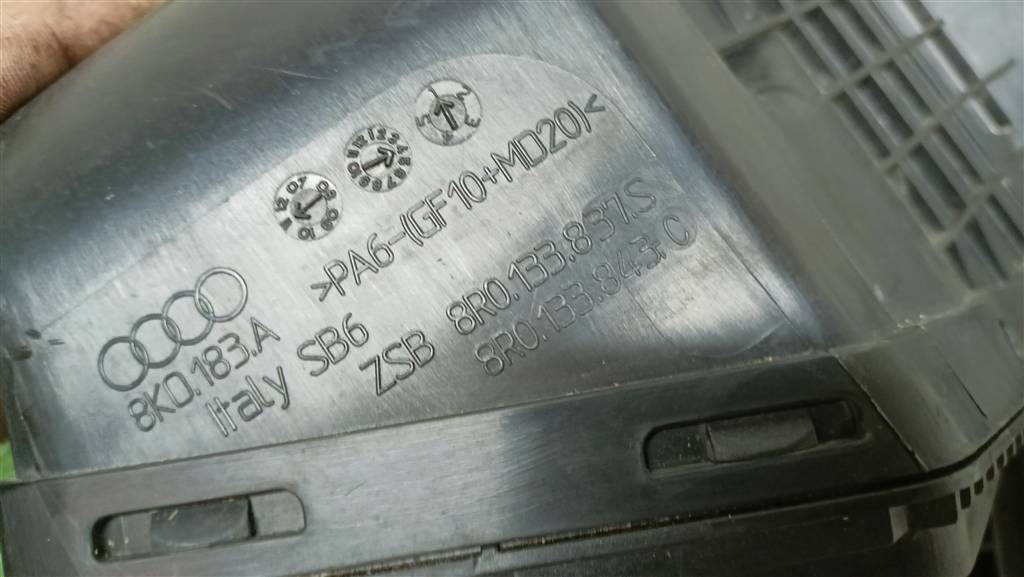 >PA6-(GF10+MD20)<
8K0.183.A
Italy SB6
ZSB 8R0.133.837.S
8R0.133.843.C